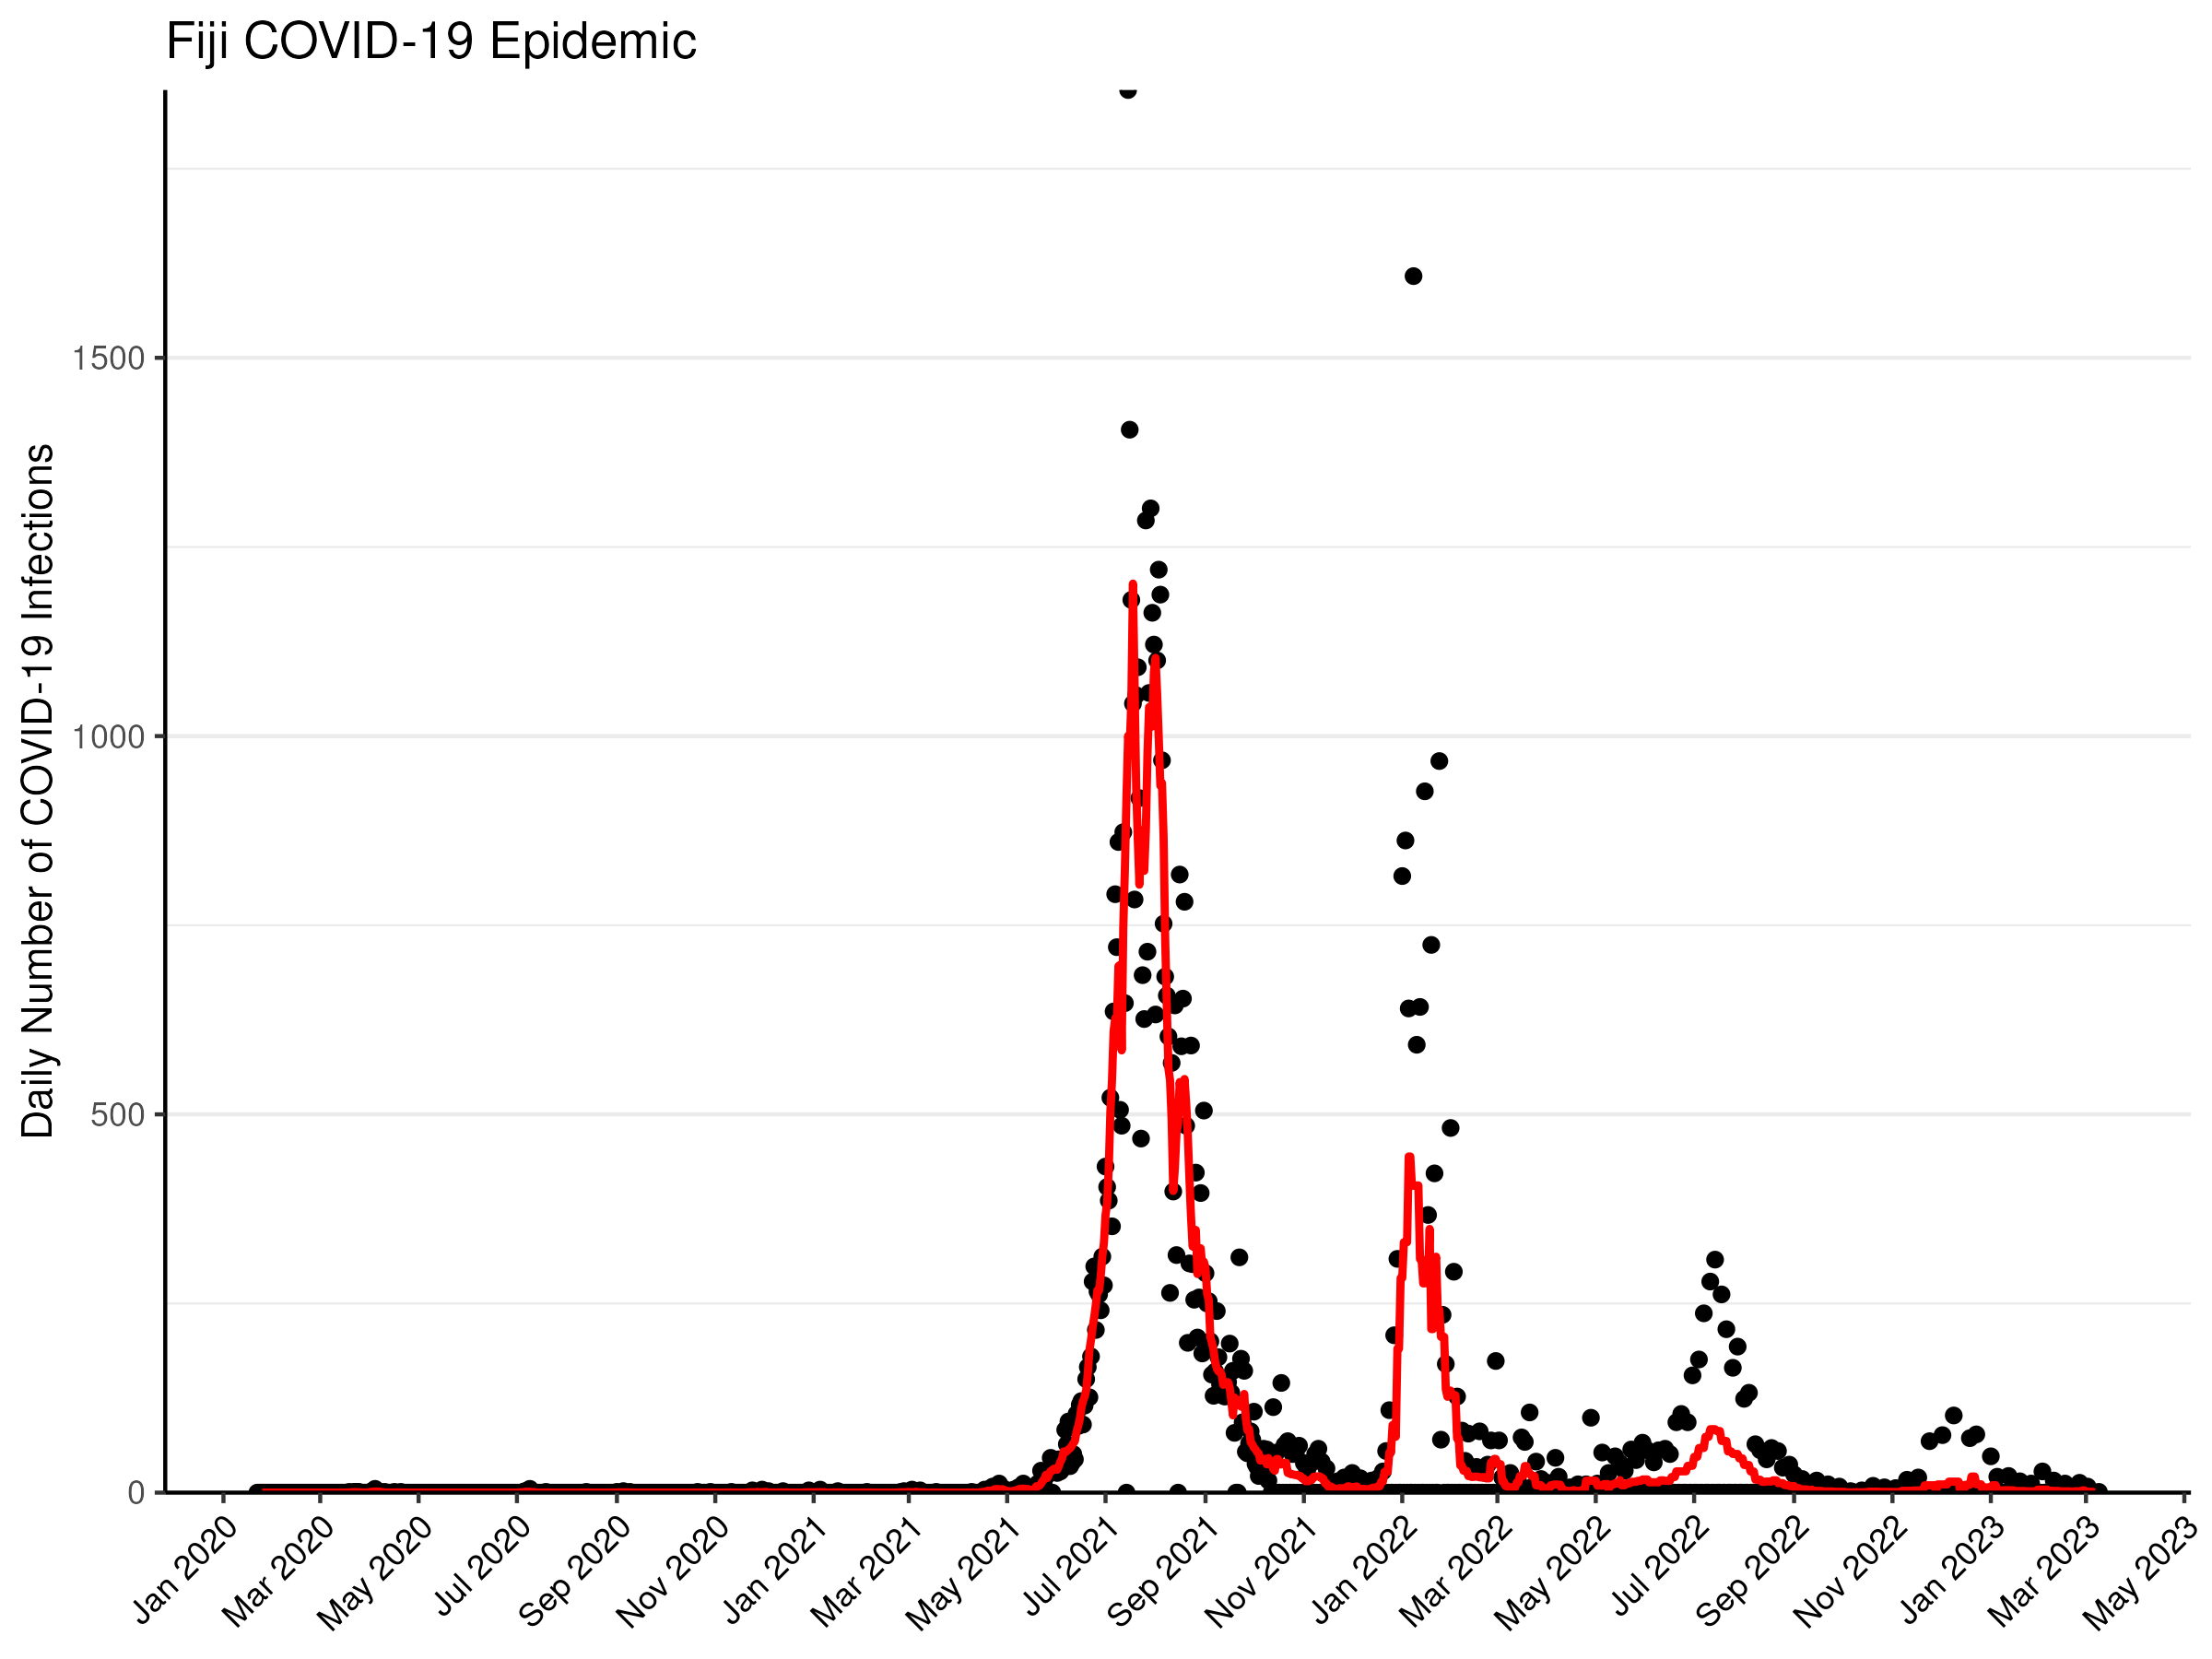 Fiji COVID-19 Epidemic
Daily Number of COVID-19 Infections
1500
1000
500
0
Jan 2020
Mar 2020
May 2020
Jul 2020
Sep 2020
Nov 2020
Jan 2021
Mar 2021
May 2021
Jul 2021
Sep 2021
Nov 2021
Jan 2022
Mar 2022
May 2022
Jul 2022
Sep 2022
Nov 2022
Jan 2023
Mar 2023
May 2023